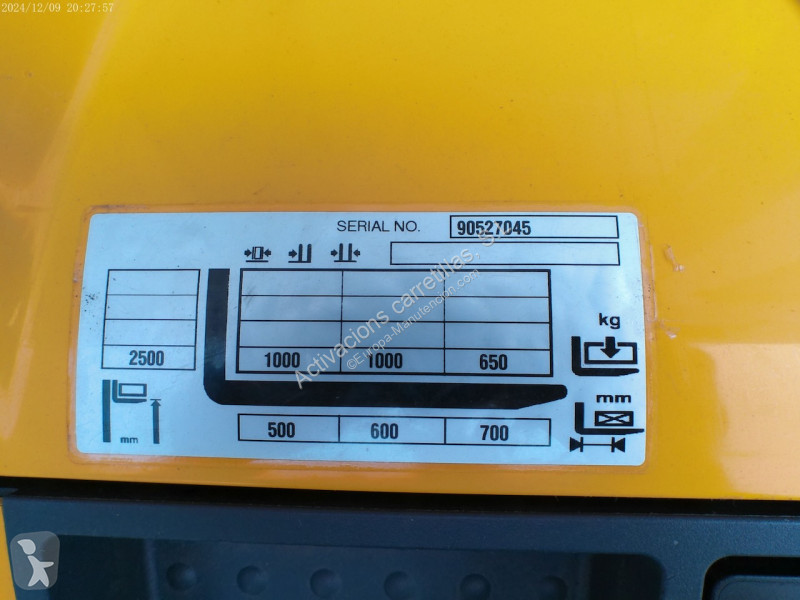 2024/12/09 20:27:57
SERIAL NO. 90527045
kg
2500 1000 1000 650
mm
mm
500 600 700
Activacions carretillas, S.L.
©Europa-Manutencion.com